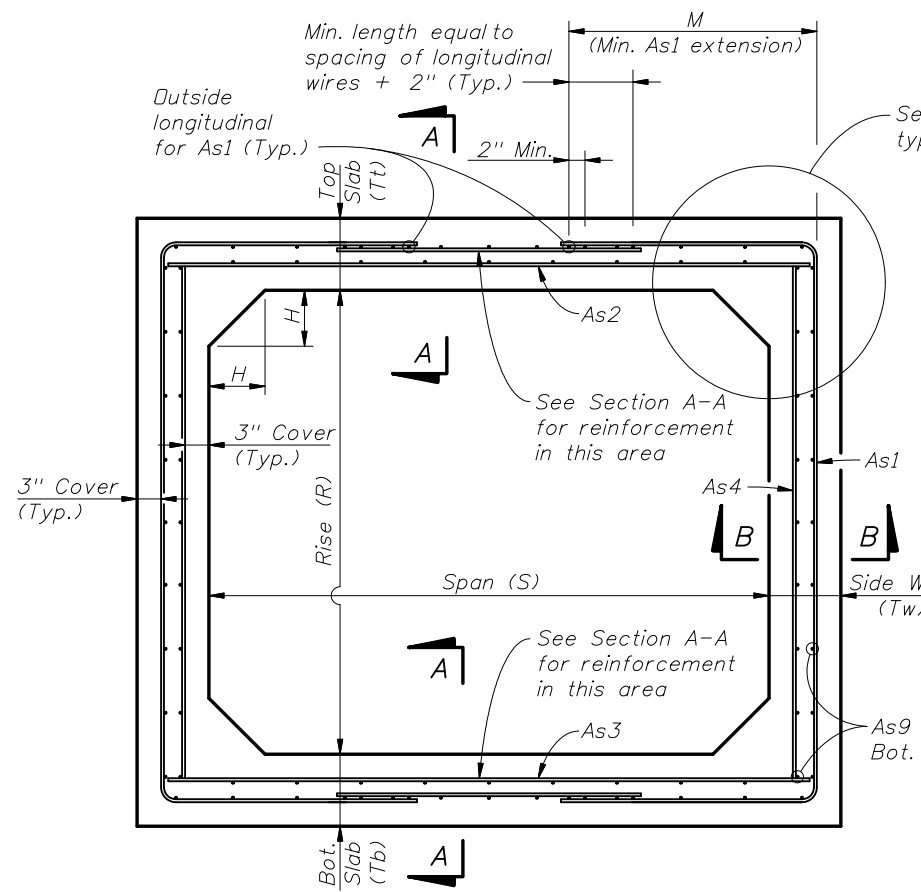 M
(Min. As1 extension)
Min. length equal to
spacing of longitudinal
wires + 2" (Typ.)
Outside
longitudinal
for As1 (Typ.)
A
2" Min.
Top
Slab
(Tt)
As2
H
H
A
See Section A-A
for reinforcement
in this area
3" Cover
(Typ.)
3" Cover
(Typ.)
As1
As4
Rise (R)
B
B
Span (S)
Side W
(Tw)
See Section A-A
for reinforcement
in this area
A
As3
As9
Bot.
Bot.
Slab
(Tb)
A